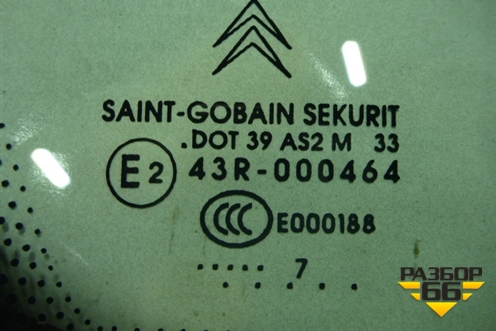 SAINT-GOBAIN SEKURIT
.DOT 39 AS2 M 33
E2 43R-000464
CCC E000188
..... 7
.. . . .
РАЗБОР
66